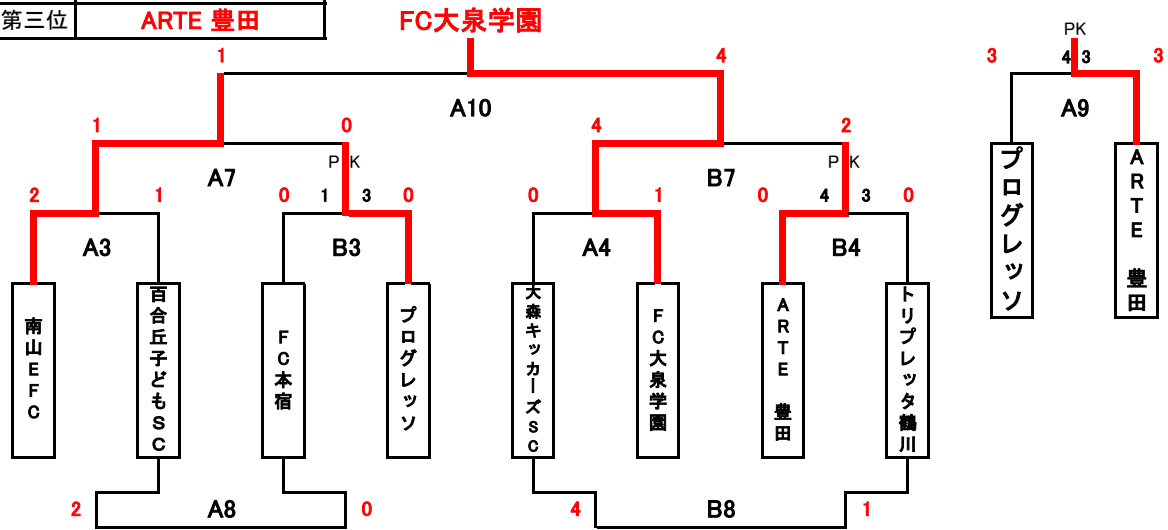 第三位 ARTE 豊田
FC大泉学園
PK
1 4
3 4 3 3
A10
A9
1 0 4 2
PK PK
A7 B7
2 1 0 1 3 0 0 1 0 4 3 0
A3 B3 A4 B4
南山EFC
百合丘子どもSC
FC本宿
プログレッソ
大森キッカーズSC
FC大泉学園
ARTE 豊田
トリプレッタ鶴川
プログレッソ
ARTE 豊田
2 A8 0 4 B8 1